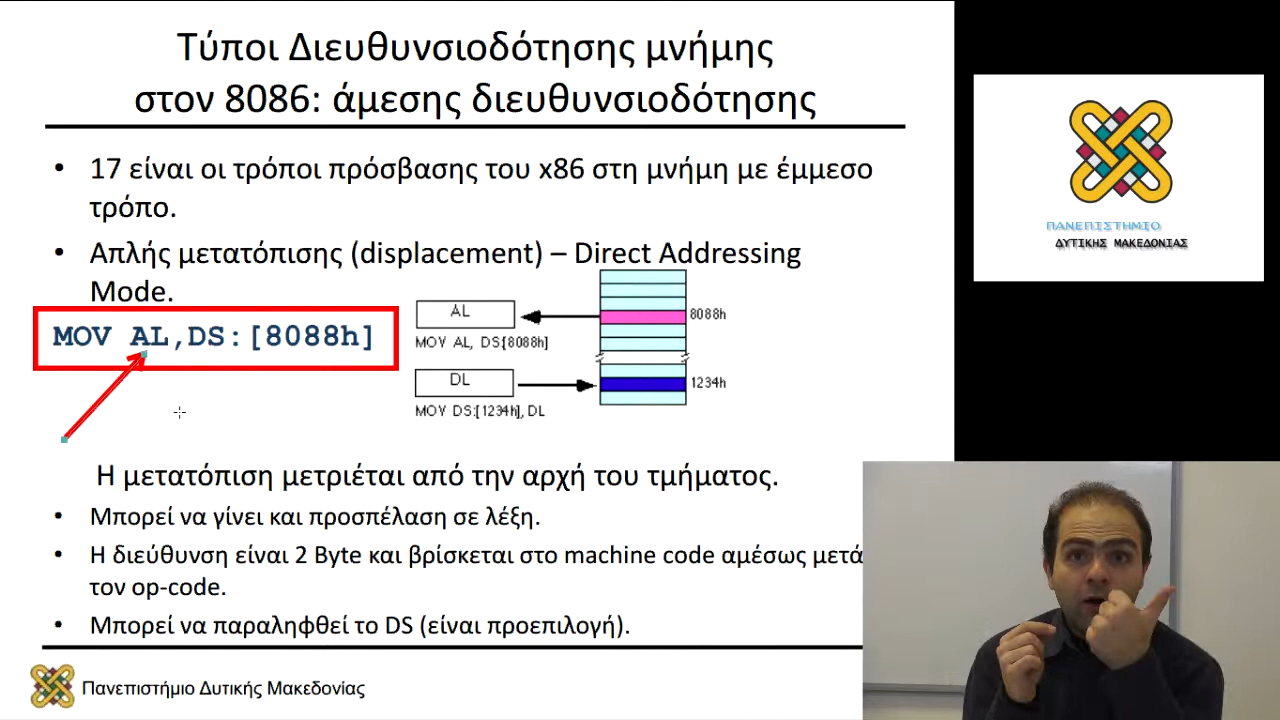 Τύποι Διευθυνσιοδότησης μνήμης
στον 8086: άμεσης διευθυνσιοδότησης
• 17 είναι οι τρόποι πρόσβασης του x86 στη μνήμη με έμμεσο
τρόπο.
• Απλής μετατόπισης (displacement) – Direct Addressing
Mode.
MOV AL,DS:[8088h]
AL
8088h
MOV AL, DS:[8088h]
DL
1234h
MOV DS:[1234h], DL
Η μετατόπιση μετριέται από την αρχή του τμήματος.
• Μπορεί να γίνει και προσπέλαση σε λέξη.
• Η διεύθυνση είναι 2 Byte και βρίσκεται στο machine code αμέσως μετά
τον op-code.
• Μπορεί να παραληφθεί το DS (είναι προεπιλογή).
Πανεπιστήμιο Δυτικής Μακεδονίας
ΠΑΝΕΠΙΣΤΗΜΙΟ
ΔΥΤΙΚΗΣ ΜΑΚΕΔΟΝΙΑΣ